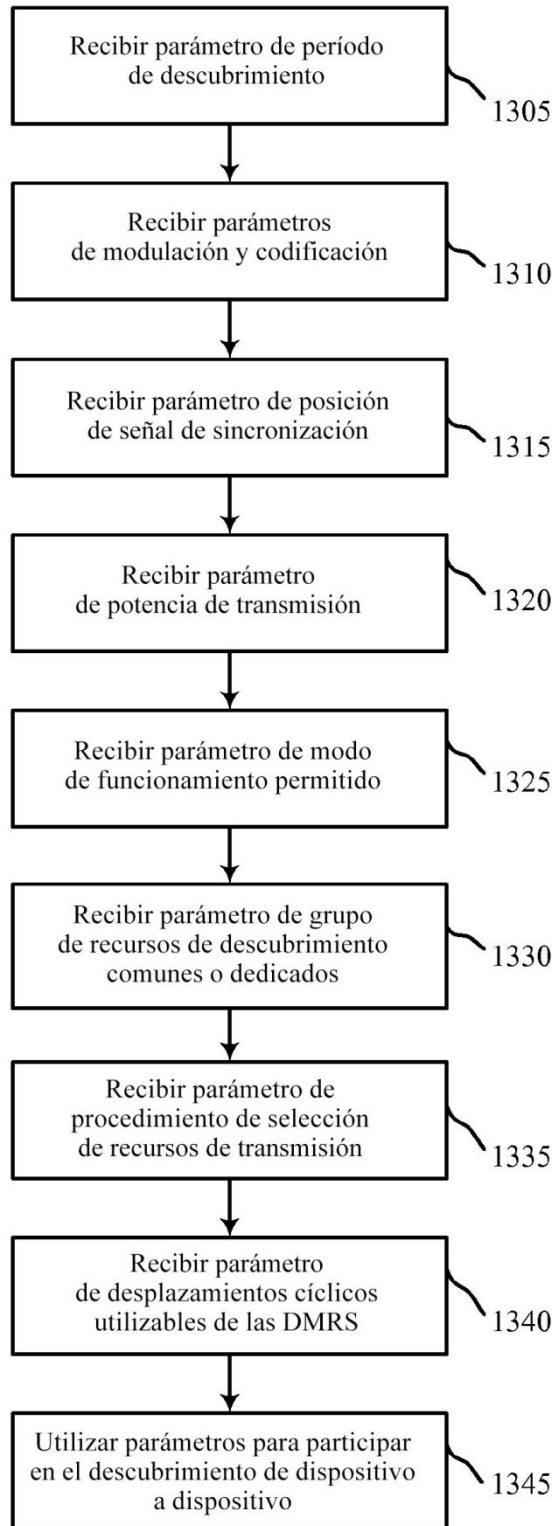 Recibir parámetro de período
de descubrimiento
1305
Recibir parámetros
de modulación y codificación
1310
Recibir parámetro de posición
de señal de sincronización
1315
Recibir parámetro
de potencia de transmisión
1320
Recibir parámetro de modo
de funcionamiento permitido
1325
Recibir parámetro de grupo
de recursos de descubrimiento
comunes o dedicados
1330
Recibir parámetro de
procedimiento de selección
de recursos de transmisión
1335
Recibir parámetro
de desplazamientos cíclicos
utilizables de las DMRS
1340
Utilizar parámetros para participar
en el descubrimiento de dispositivo
a dispositivo
1345